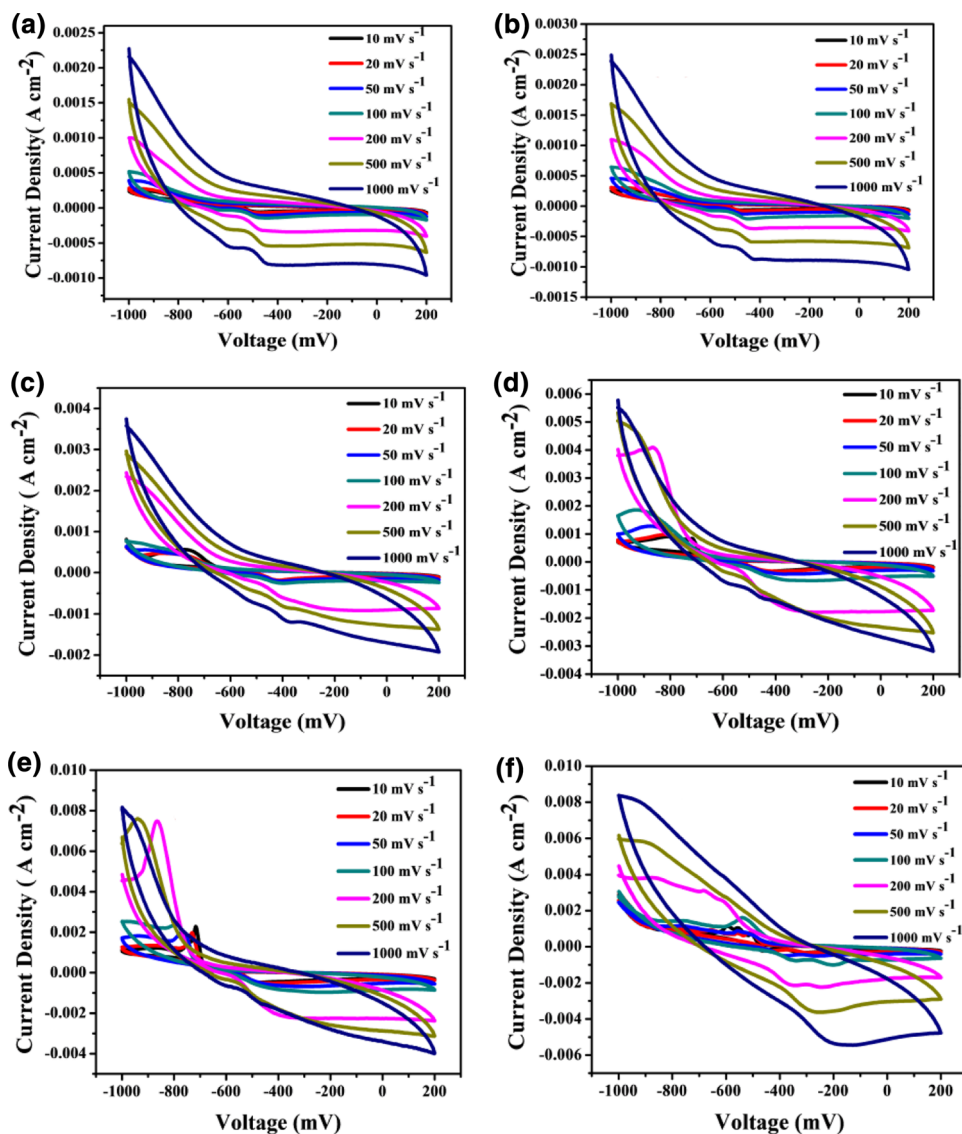 (a)
0.0025
0.0020
0.0015
0.0010
0.0005
0.0000
-0.0005
-0.0010
Current Density( A cm-2)
-1000 -800 -600 -400 -200 0 200
Voltage (mV)
10 mV s-1
20 mV s-1
50 mV s-1
100 mV s-1
200 mV s-1
500 mV s-1
1000 mV s-1
(b)
0.0030
0.0025
0.0020
0.0015
0.0010
0.0005
0.0000
-0.0005
-0.0010
-0.0015
Current Density (A cm-2)
-1000 -800 -600 -400 -200 0 200
Voltage (mV)
10 mV s-1
20 mV s-1
50 mV s-1
100 mV s-1
200 mV s-1
500 mV s-1
1000 mV s-1
(c)
0.004
0.003
0.002
0.001
0.000
-0.001
-0.002
Current Density ( A cm-2)
-1000 -800 -600 -400 -200 0 200
Voltage (mV)
10 mV s-1
20 mV s-1
50 mV s-1
100 mV s-1
200 mV s-1
500 mV s-1
1000 mV s-1
(d)
0.006
0.005
0.004
0.003
0.002
0.001
0.000
-0.001
-0.002
-0.003
-0.004
Current Density ( A cm-2)
-1000 -800 -600 -400 -200 0 200
Voltage (mV)
10 mV s-1
20 mV s-1
50 mV s-1
100 mV s-1
200 mV s-1
500 mV s-1
1000 mV s-1
(e)
0.010
0.008
0.006
0.004
0.002
0.000
-0.002
-0.004
Current Density ( A cm-2)
-1000 -800 -600 -400 -200 0 200
Voltage (mV)
10 mV s-1
20 mV s-1
50 mV s-1
100 mV s-1
200 mV s-1
500 mV s-1
1000 mV s-1
(f)
0.010
0.008
0.006
0.004
0.002
0.000
-0.002
-0.004
-0.006
Current Density ( A cm-2)
-1000 -800 -600 -400 -200 0 200
Voltage (mV)
10 mV s-1
20 mV s-1
50 mV s-1
100 mV s-1
200 mV s-1
500 mV s-1
1000 mV s-1